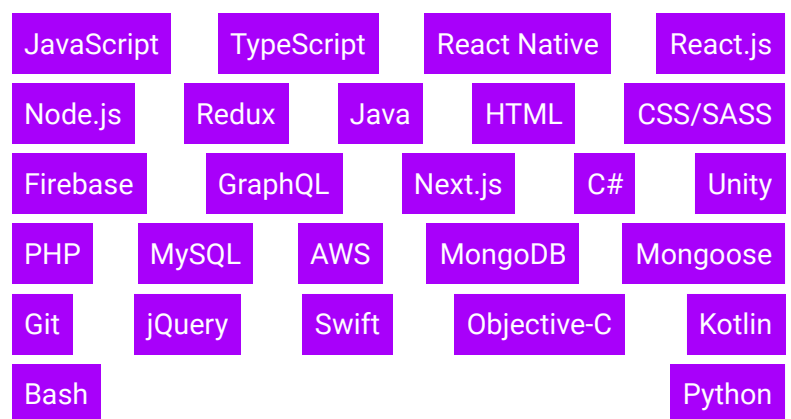 JavaScript TypeScript React Native React.js
Node.js Redux Java HTML CSS/SASS
Firebase GraphQL Next.js C# Unity
PHP MySQL AWS MongoDB Mongoose
Git jQuery Swift Objective-C Kotlin
Bash Python